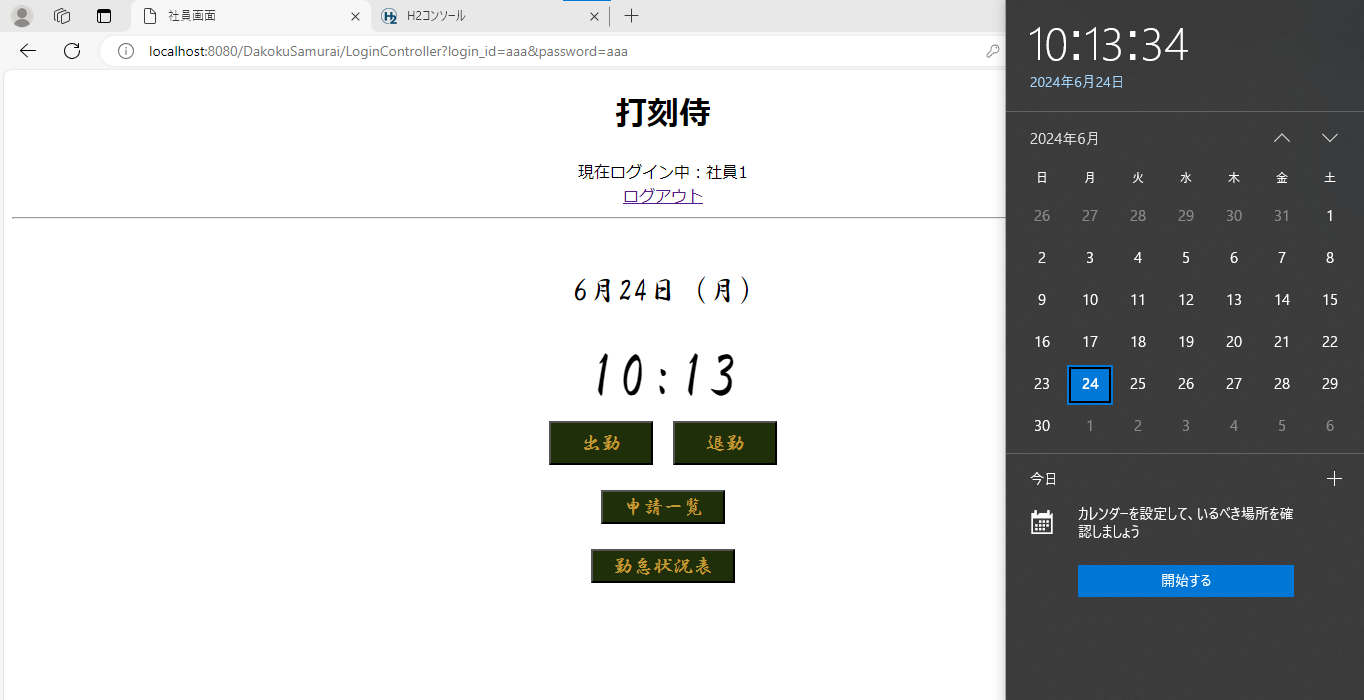 社員画面
H2コンソール
localhost:8080/DakokuSamurai/LoginController?login_id=aaa&password=aaa
打刻侍
現在ログイン中：社員1
ログアウト
6月24日（月）
10:13
出勤 退勤
申請一覧
勤怠状況表
10:13:34
2024年6月24日
2024年6月
日 月 火 水 木 金 土
26 27 28 29 30 31 1
2 3 4 5 6 7 8
9 10 11 12 13 14 15
16 17 18 19 20 21 22
23 24 25 26 27 28 29
30 1 2 3 4 5 6
今日
カレンダーを設定して、いるべき場所を確
認しましょう
開始する